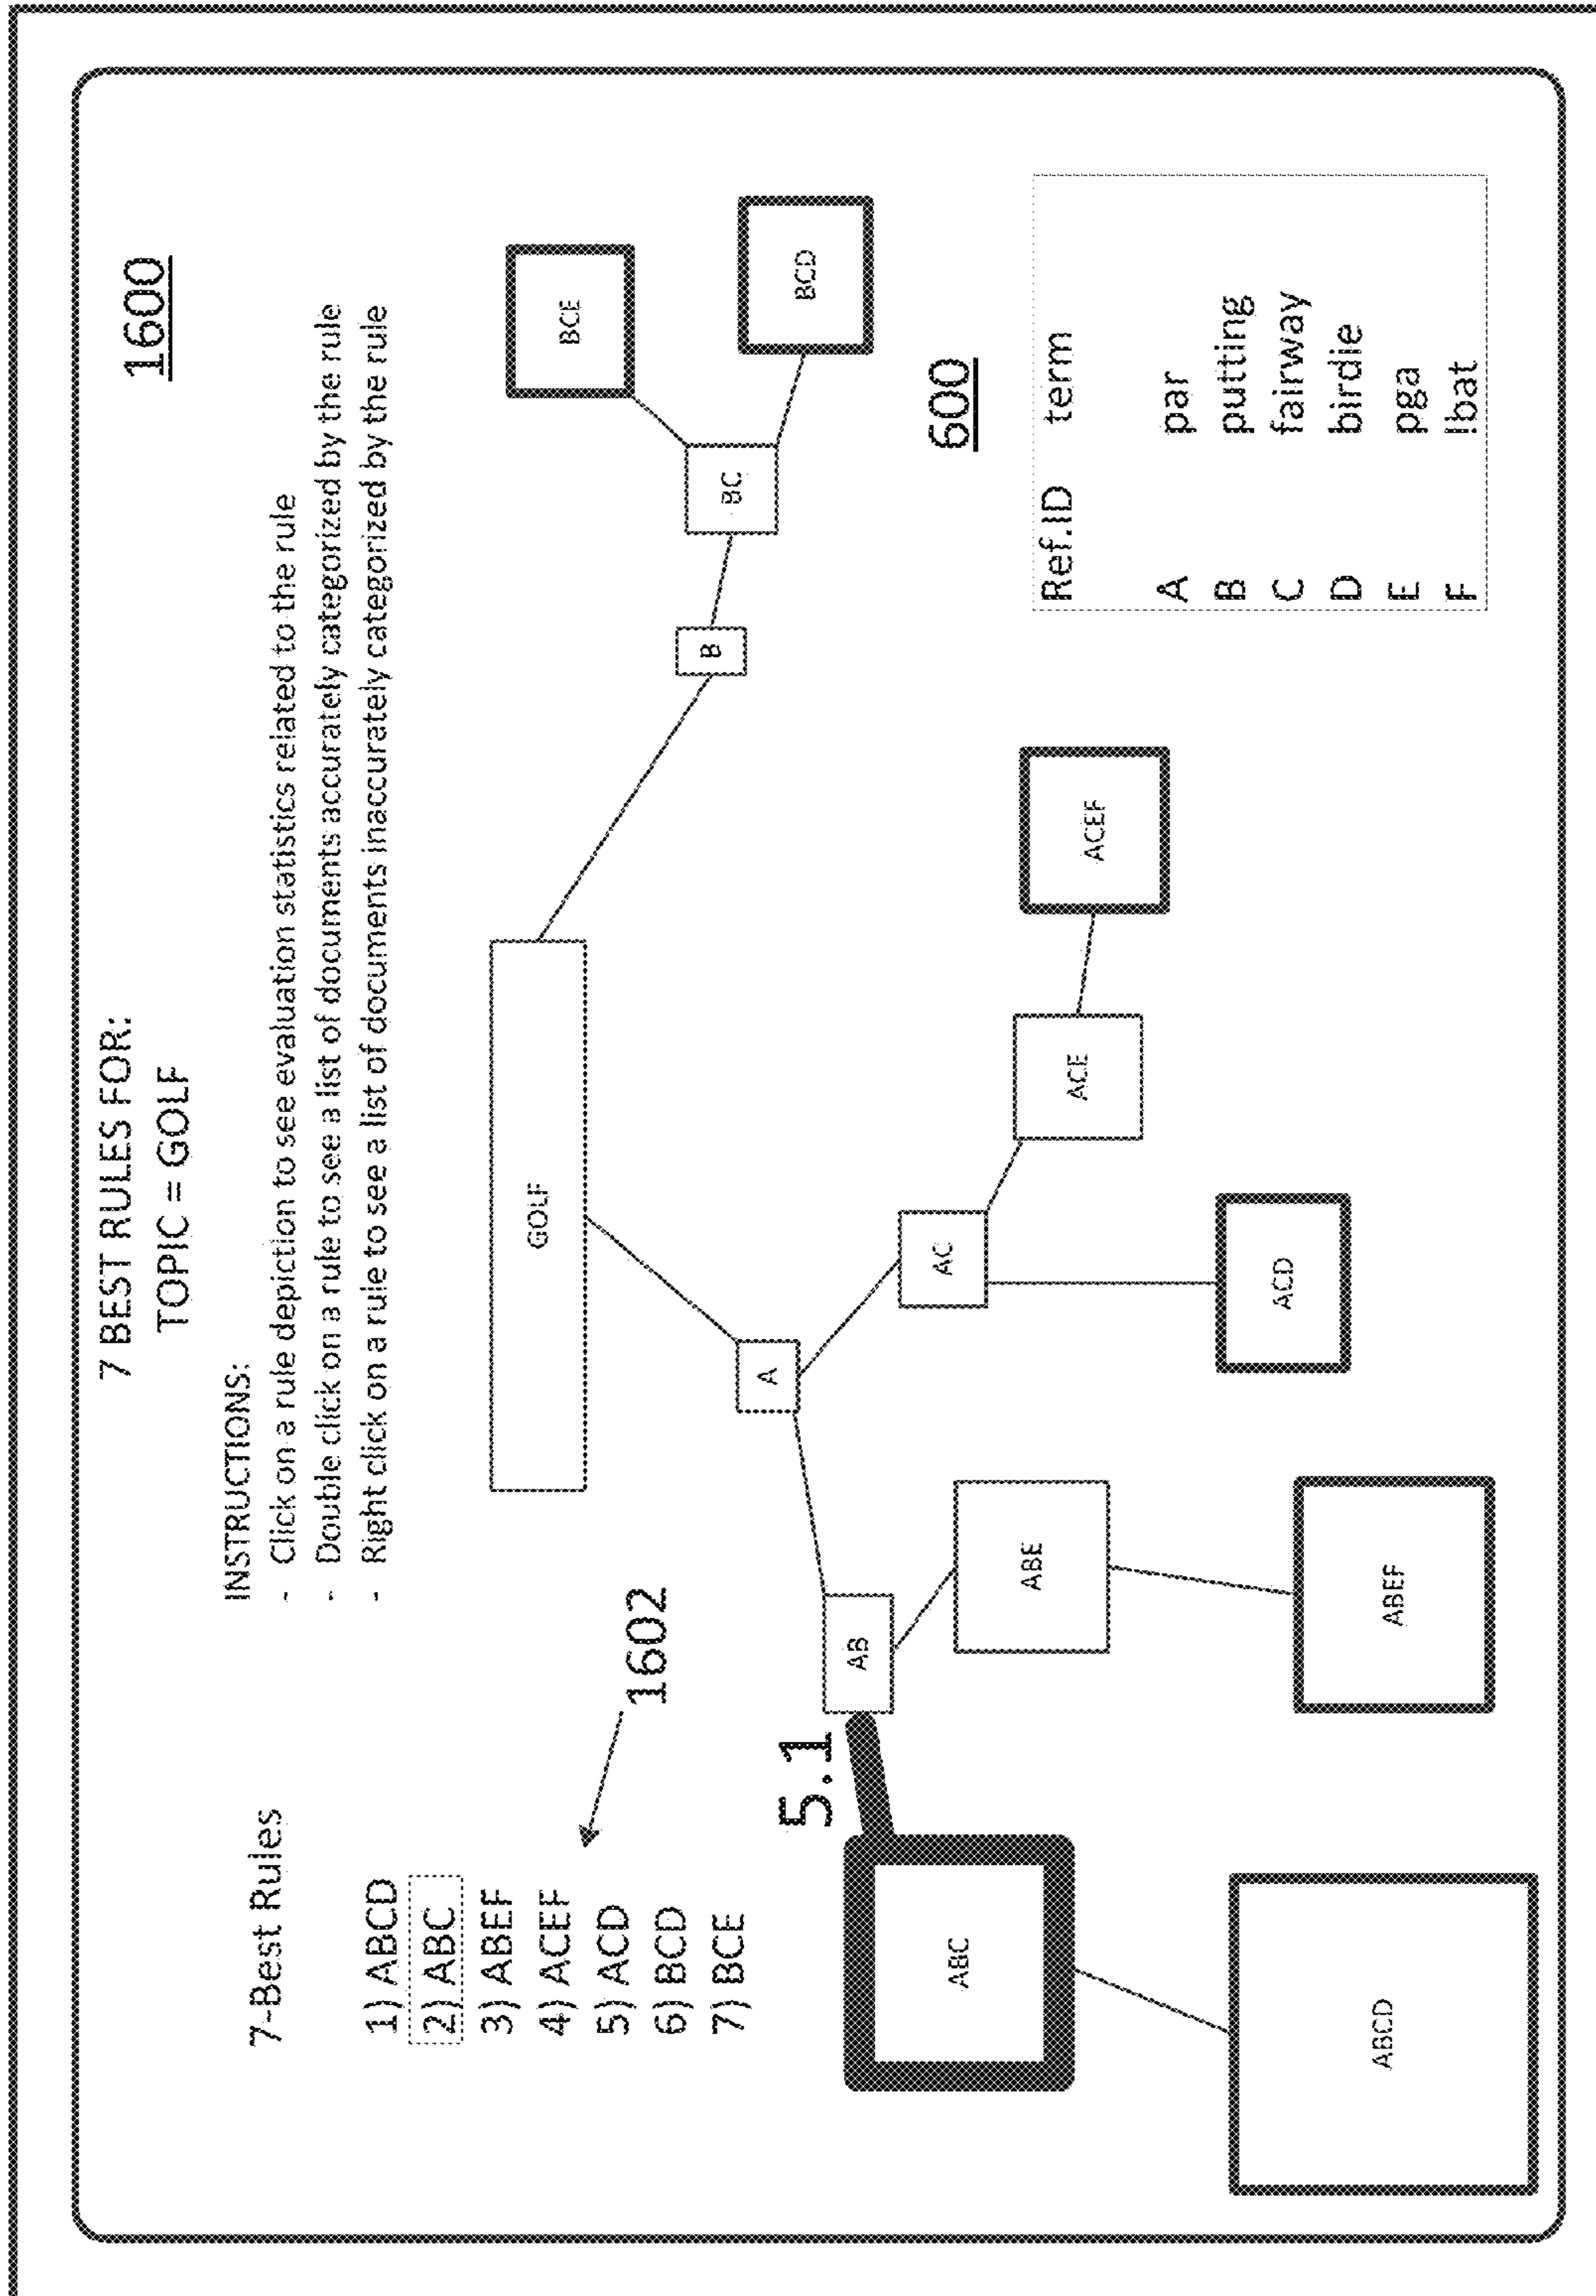 1600
7 BEST RULES FOR:
TOPIC = GOLF
INSTRUCTIONS:
- Click on a rule depiction to see evaluation statistics related to the rule
- Double click on a rule to see a list of documents accurately categorized by the rule
- Right click on a rule to see a list of documents inaccurately categorized by the rule
7-Best Rules
1) ABCD
2) ABC
3) ABEF
4) ACEF
5) ACD
6) BCD
7) BCE
1602
GOLF
BCE
B
BC
BCD
A
5.1
AB
AC
ABC
ABE
ACE
ACEF
ABCD
ABEF
ACD
600
Ref.ID term
A par
B putting
C fairway
D birdie
E pga
F !bat